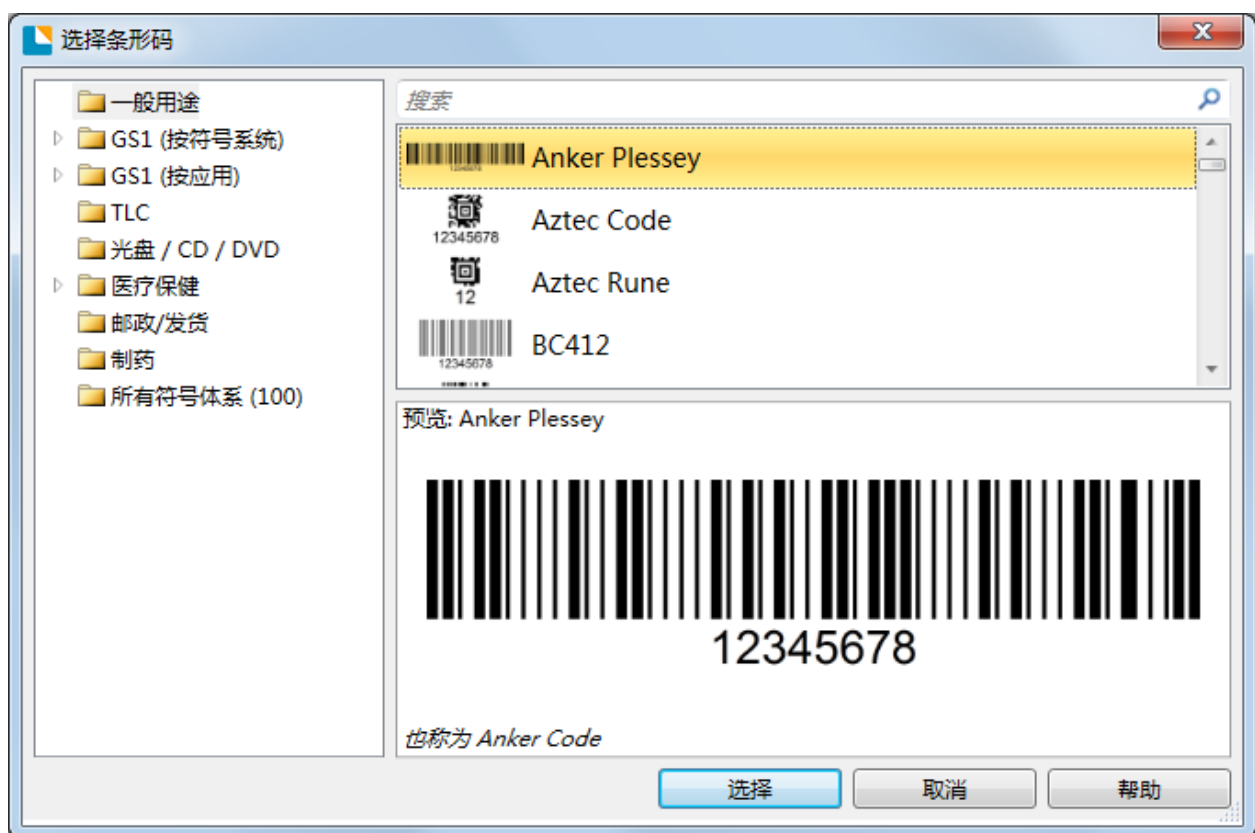 选择条形码
一般用途
GS1 (按符号系统)
GS1 (按应用)
TLC
光盘 / CD / DVD
医疗保健
邮政/发货
制药
所有符号体系 (100)
搜索
12345678
Anker Plessey
12345678
Aztec Code
12
Aztec Rune
12345678
BC412
预览: Anker Plessey
12345678
也称为 Anker Code
选择
取消
帮助